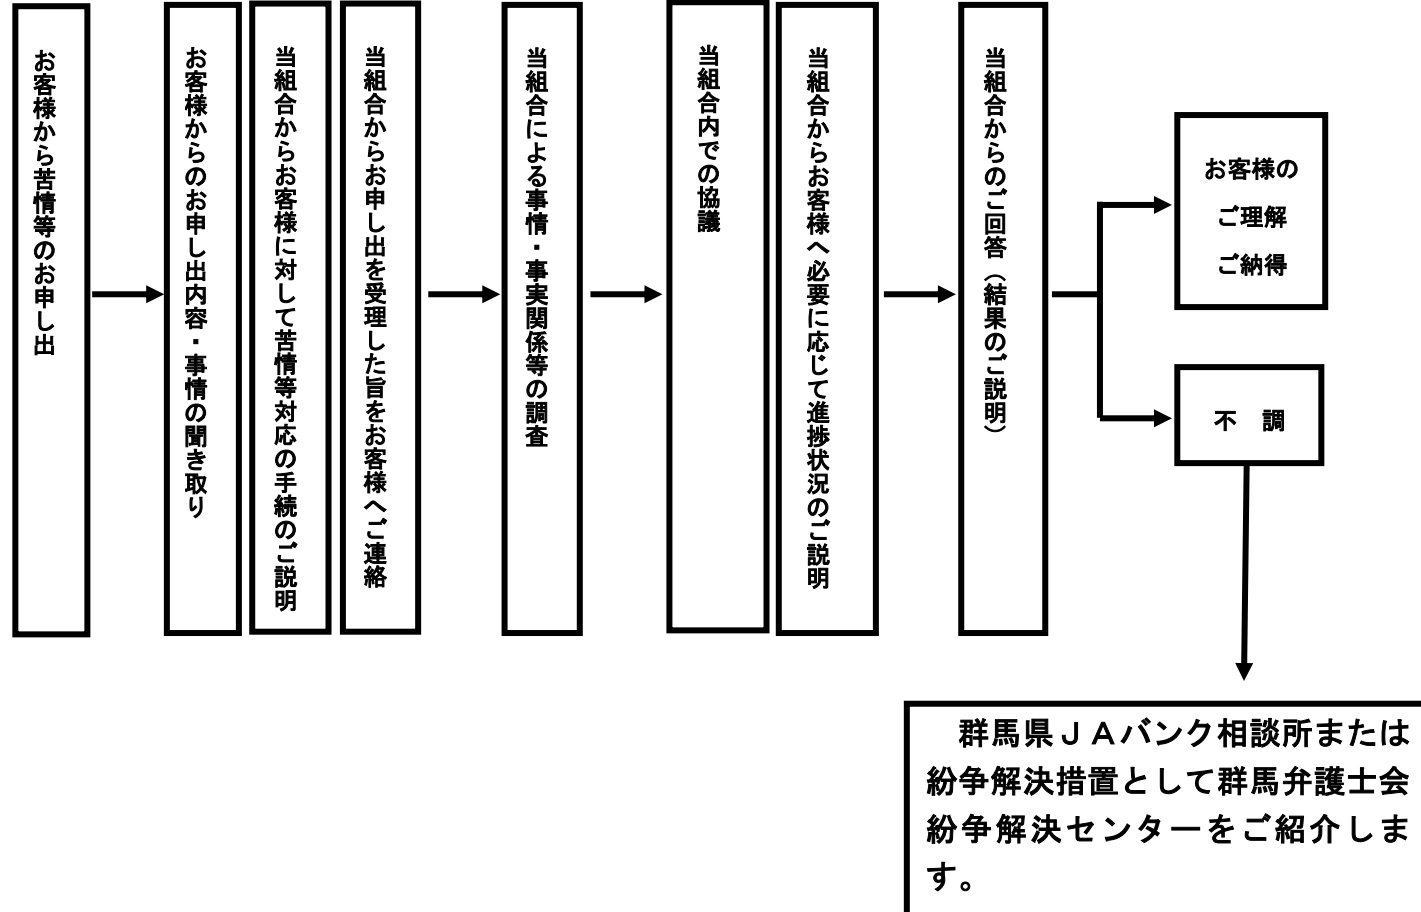 お客様から苦情等のお申し出
お客様からのお申し出内容・事情の聞き取り
当組合からお客様に対して苦情等対応の手続のご説明
当組合からお申し出を受理した旨をお客様へご連絡
当組合による事情・事実関係等の調査
当組合内での協議
当組合からお客様へ必要に応じて進捗状況のご説明
当組合からのご回答（結果のご説明）
お客様の
ご理解
ご納得
不　調
群馬県ＪＡバンク相談所または
紛争解決措置として群馬弁護士会
紛争解決センターをご紹介しま
す。